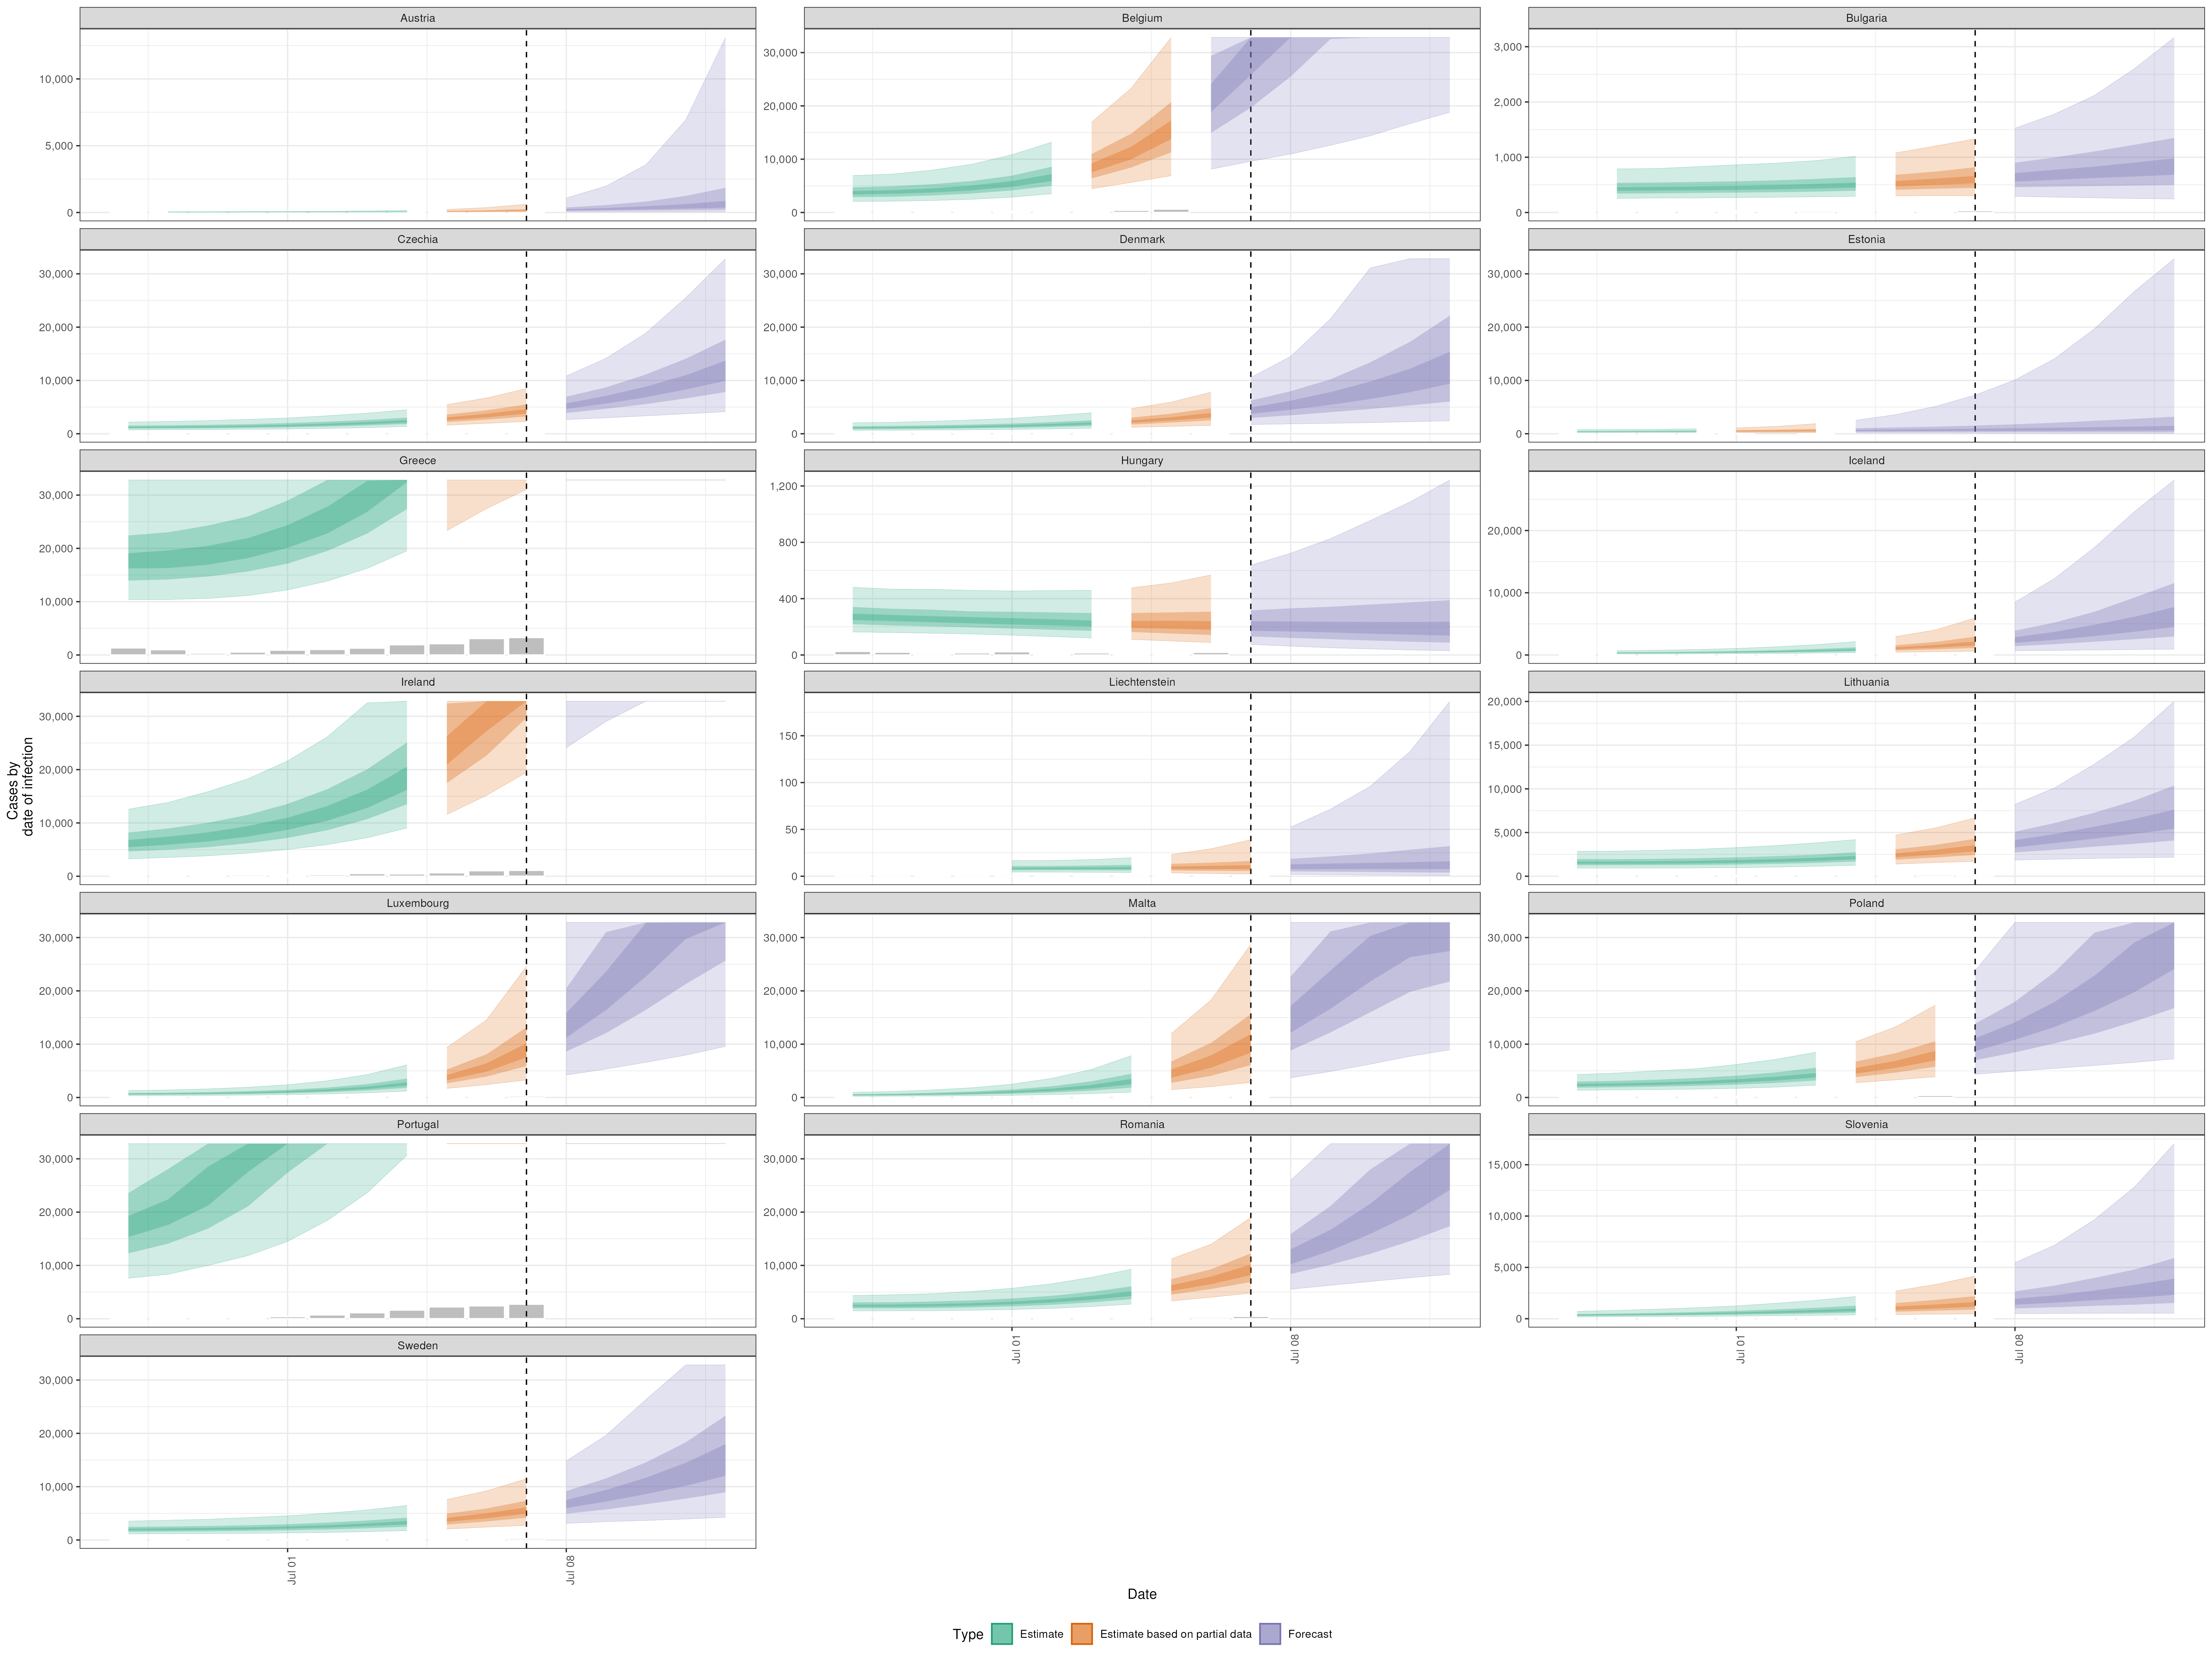 Austria
Belgium
Bulgaria
10,000
5,000
0
30,000
20,000
10,000
0
3,000
2,000
1,000
0
Czechia
Denmark
Estonia
30,000
20,000
10,000
0
30,000
20,000
10,000
0
30,000
20,000
10,000
0
Greece
Hungary
Iceland
30,000
20,000
10,000
0
1,200
800
400
0
20,000
10,000
0
Ireland
Liechtenstein
Lithuania
30,000
20,000
10,000
0
150
100
50
0
20,000
15,000
10,000
5,000
0
Cases by
date of infection
Luxembourg
Malta
Poland
30,000
20,000
10,000
0
30,000
20,000
10,000
0
30,000
20,000
10,000
0
Portugal
Romania
Slovenia
30,000
20,000
10,000
0
30,000
20,000
10,000
0
15,000
10,000
5,000
0
Jul 01
Jul 08
Jul 01
Jul 08
Sweden
30,000
20,000
10,000
0
Jul 01
Jul 08
Date
Type Estimate Estimate based on partial data Forecast